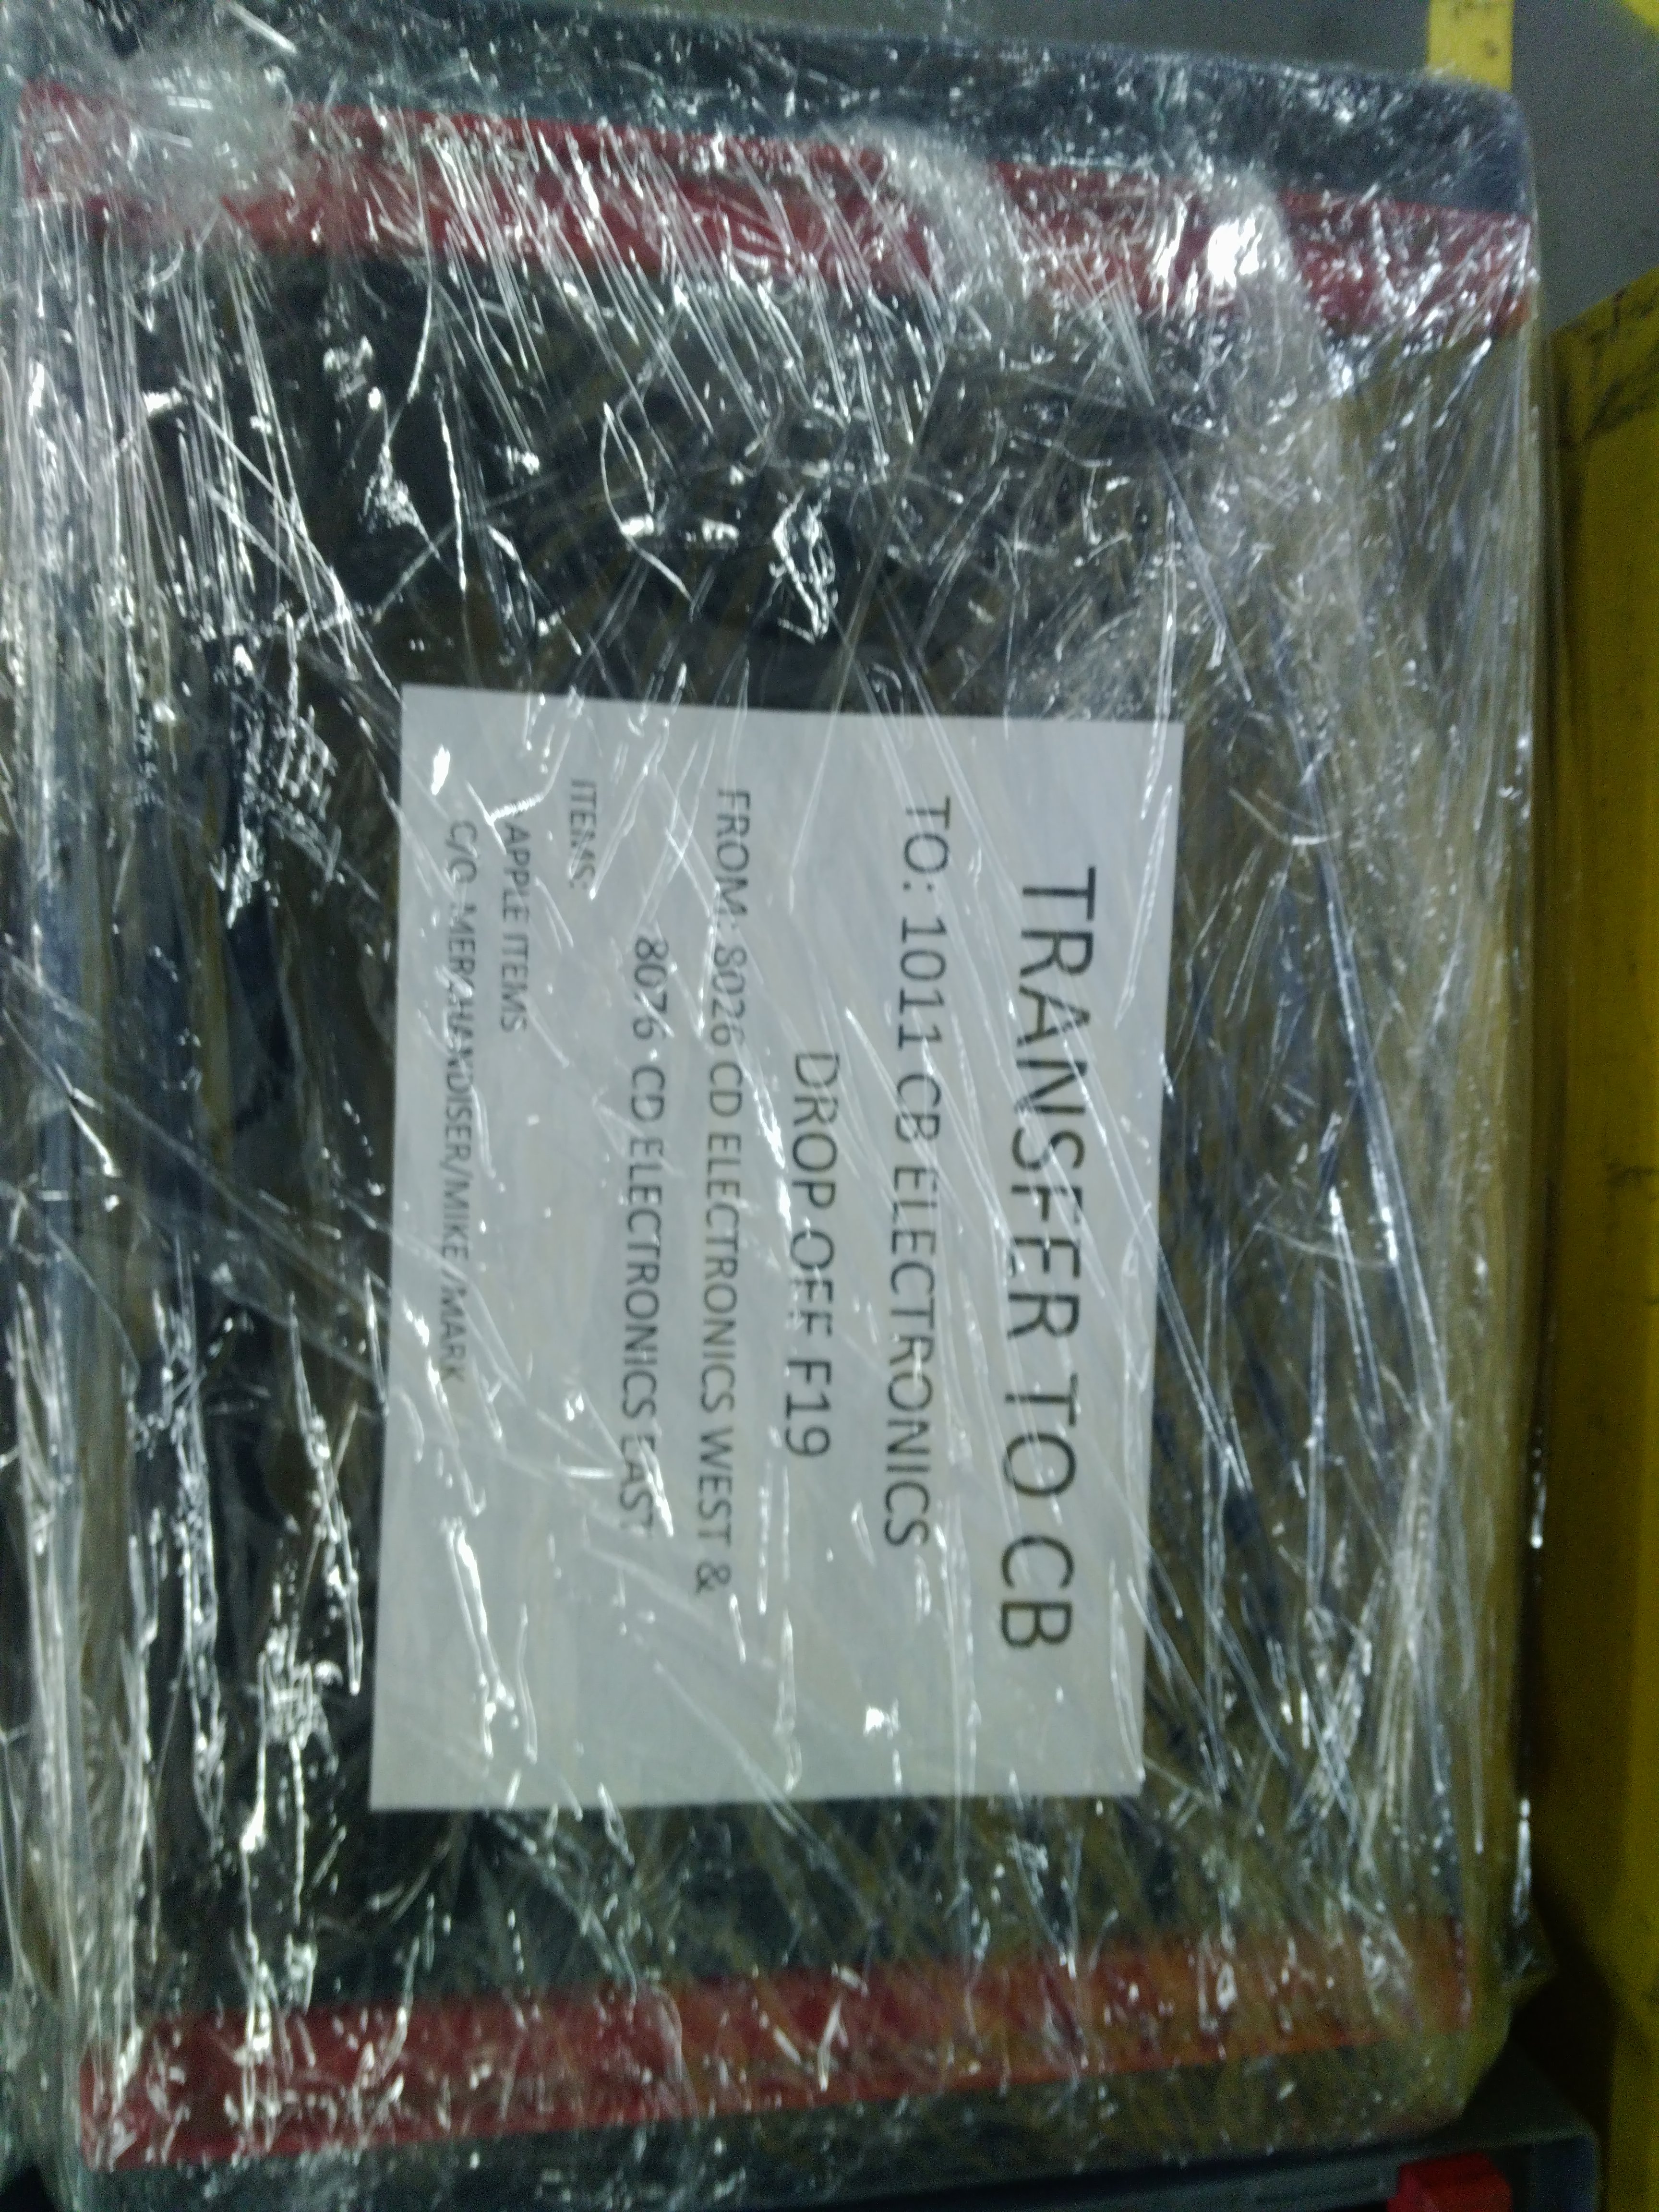 TRANSFER TO CB
TO: 1011 CB ELECTRONICS
DROP OFF F19
FROM: 8026 CD ELECTRONICS WEST &
8076 CD ELECTRONICS EAST
ITEMS:
APPLE ITEMS
C/O MERCHANDISER/MIKE /MARK